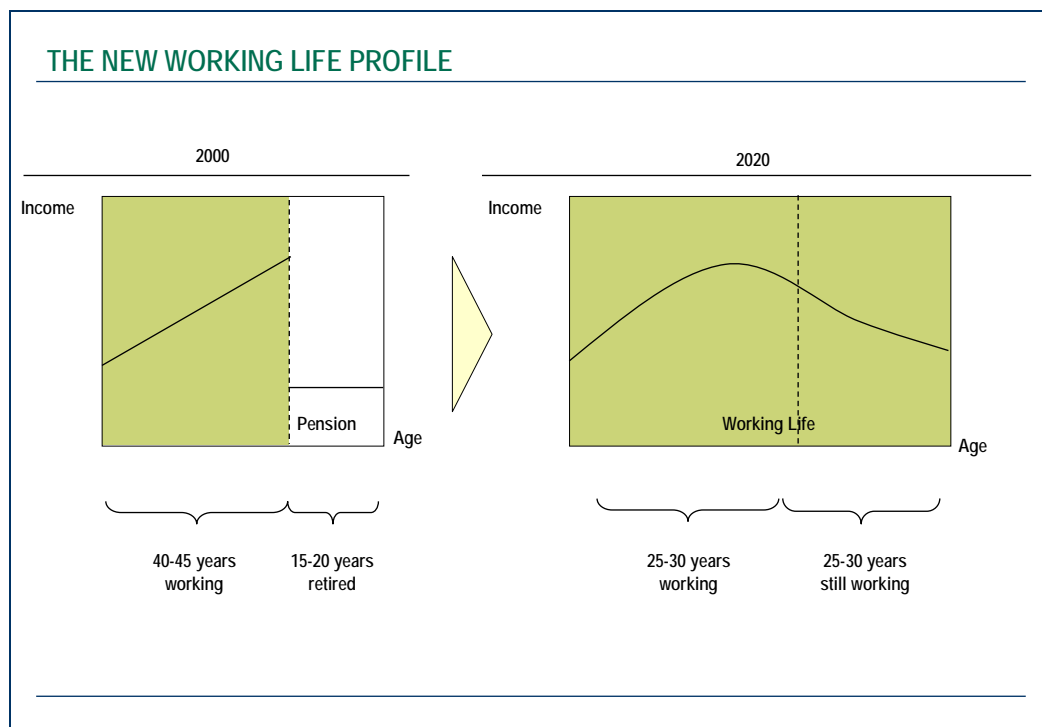 THE NEW WORKING LIFE PROFILE
2000
Income
Pension
Age
40-45 years
working
15-20 years
retired
2020
Income
Working Life
Age
25-30 years
working
25-30 years
still working